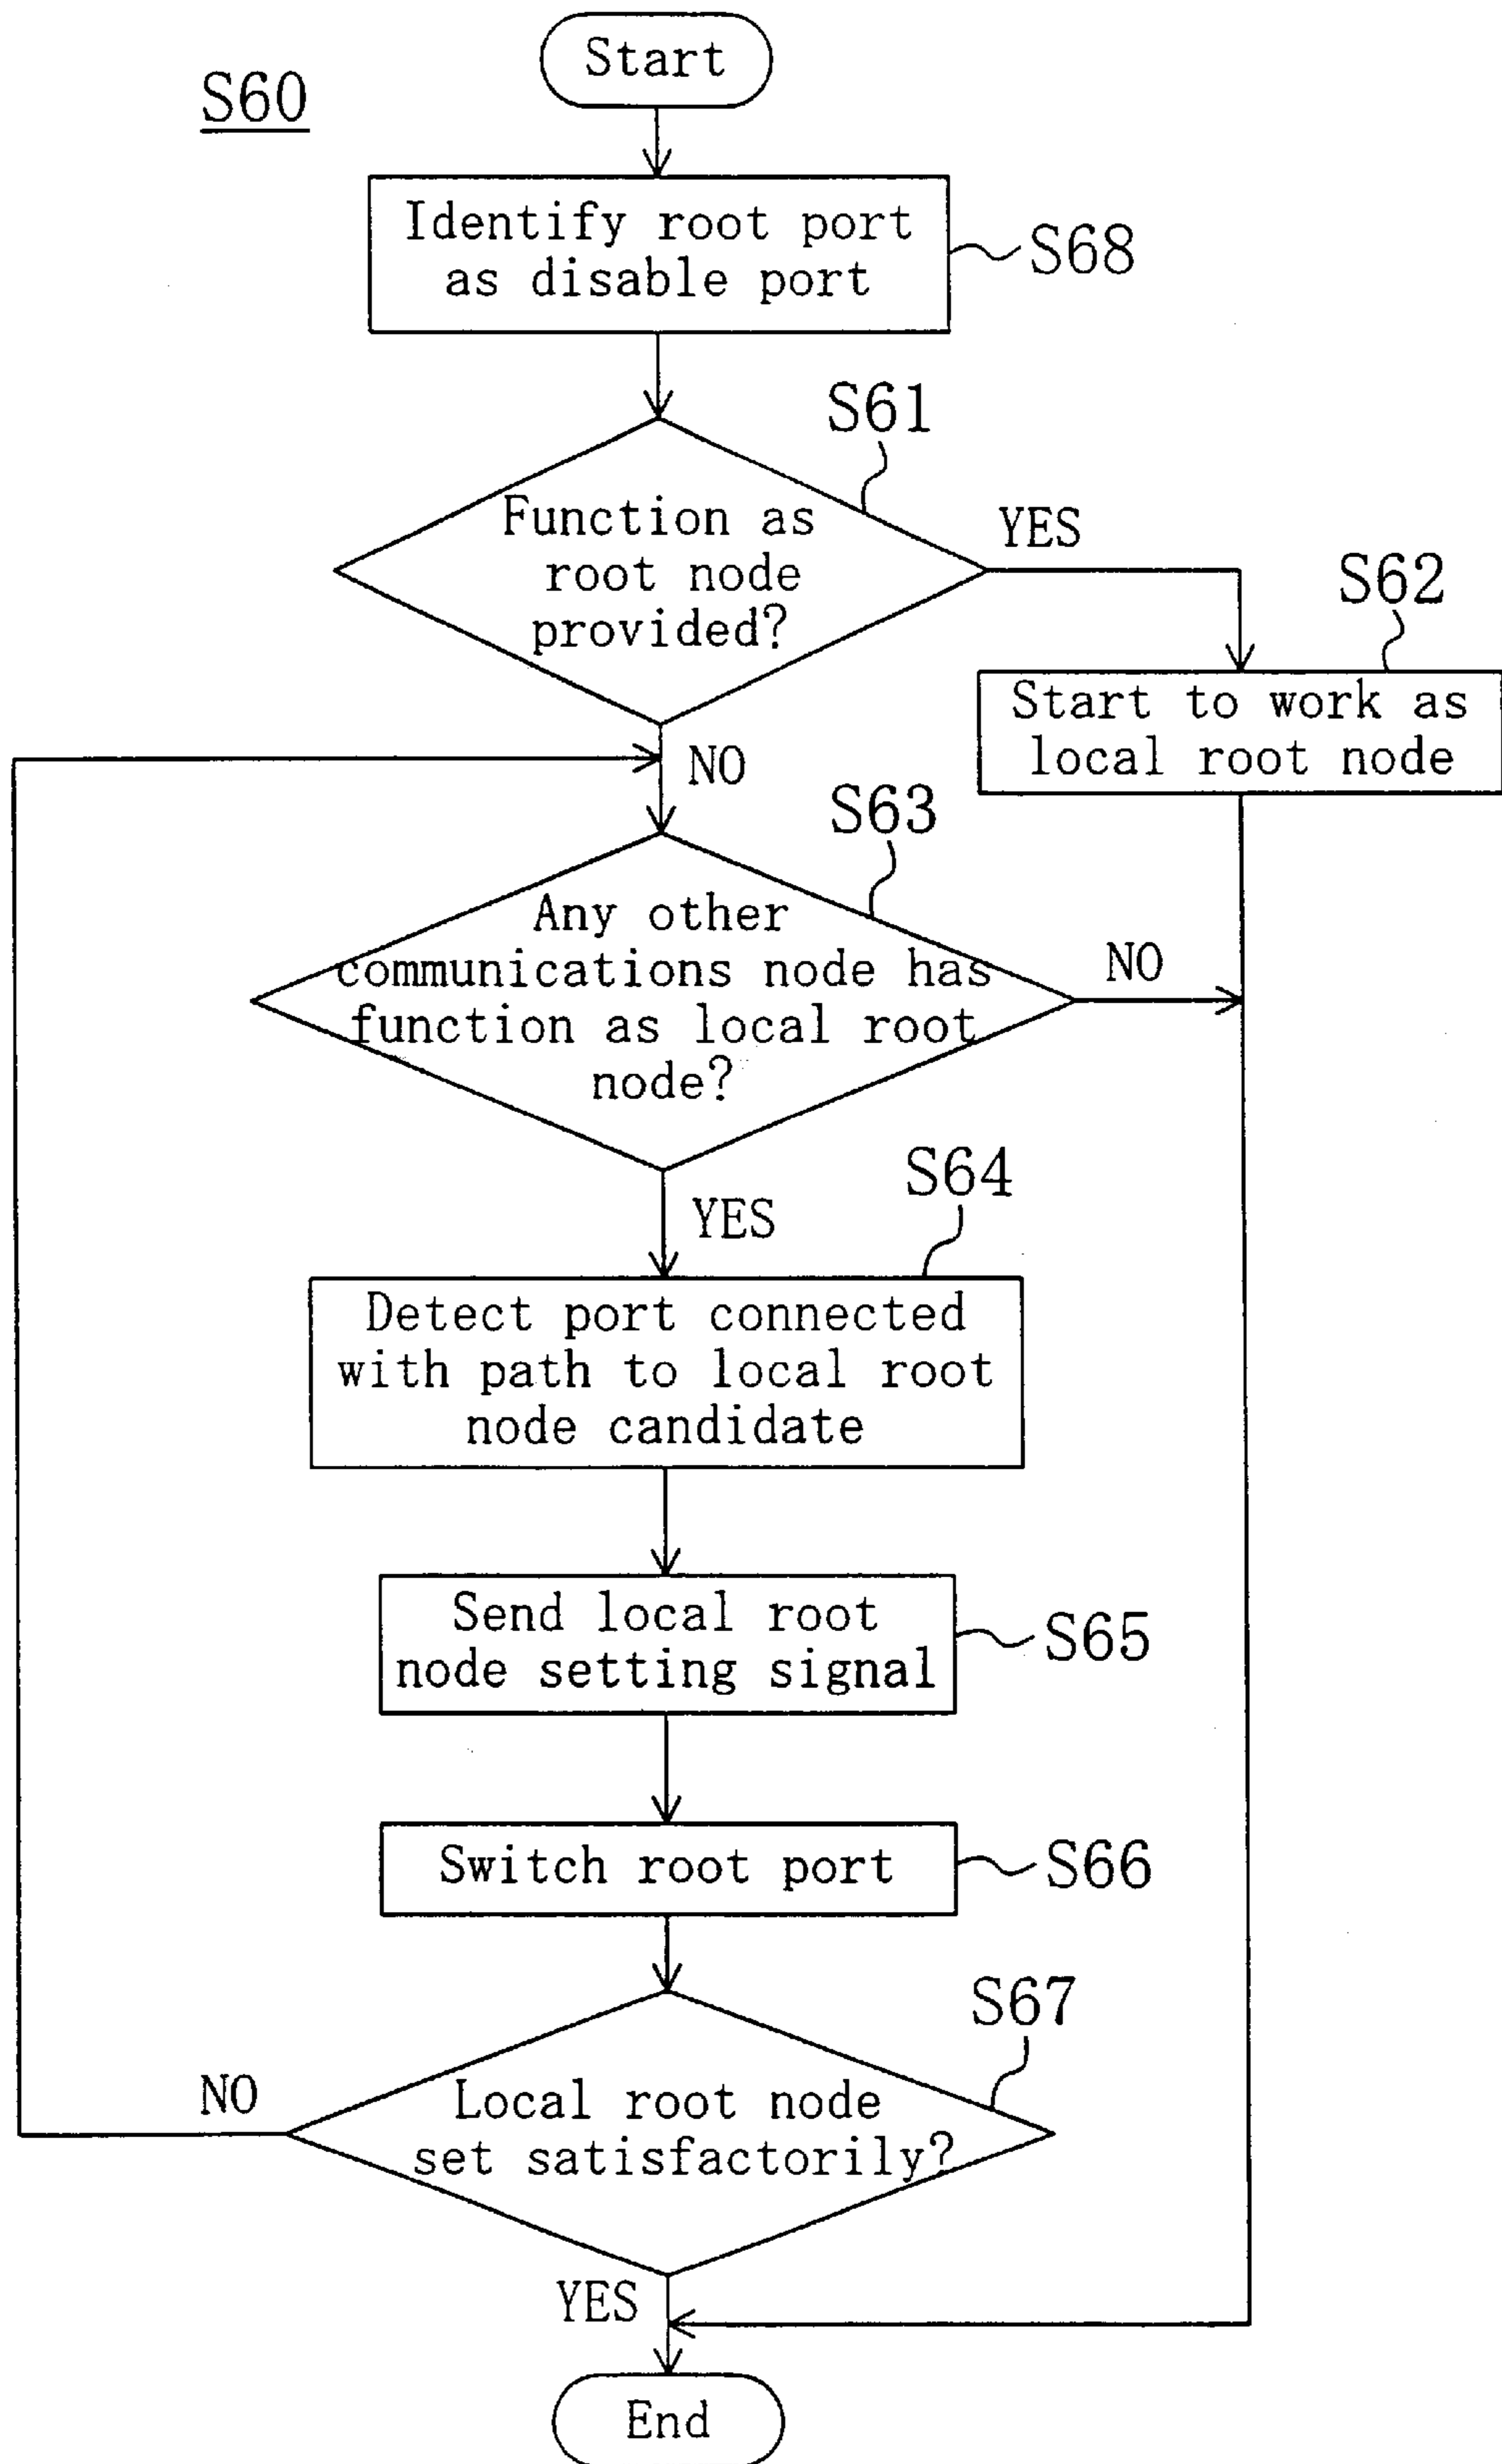 Start
S60
Identify root port
as disable port
S68
S61
Function as
root node
provided?
YES
S62
Start to work as
local root node
NO
S63
Any other
communications node has
function as local root
node?
NO
YES
S64
Detect port connected
with path to local root
node candidate
Send local root
node setting signal
S65
Switch root port
S66
S67
NO
Local root node
set satisfactorily?
YES
End